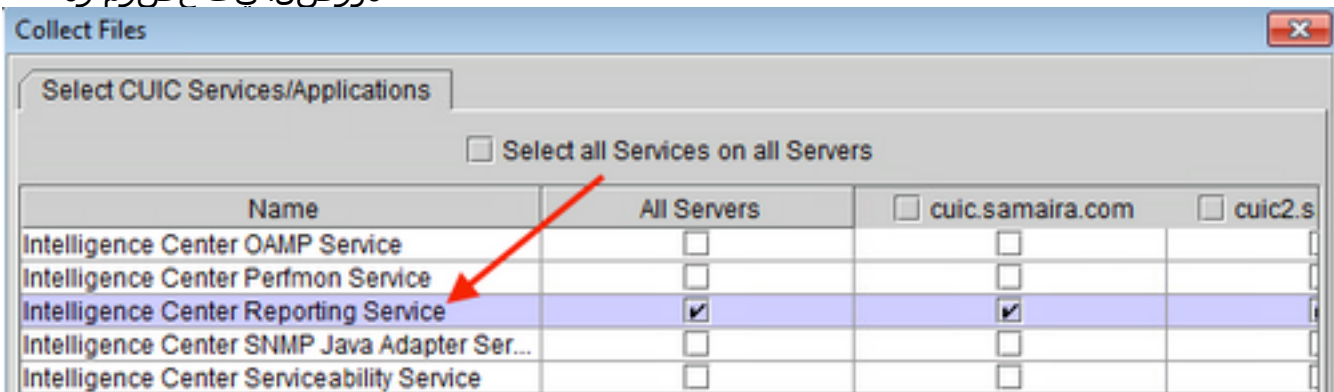 Collect Files
Select CUIC Services/Applications
Select all Services on all Servers
Name All Servers cuic.samaira.com cuic2.s
Intelligence Center OAMP Service
Intelligence Center Perfmon Service
Intelligence Center Reporting Service
Intelligence Center SNMP Java Adapter Ser...
Intelligence Center Serviceability Service